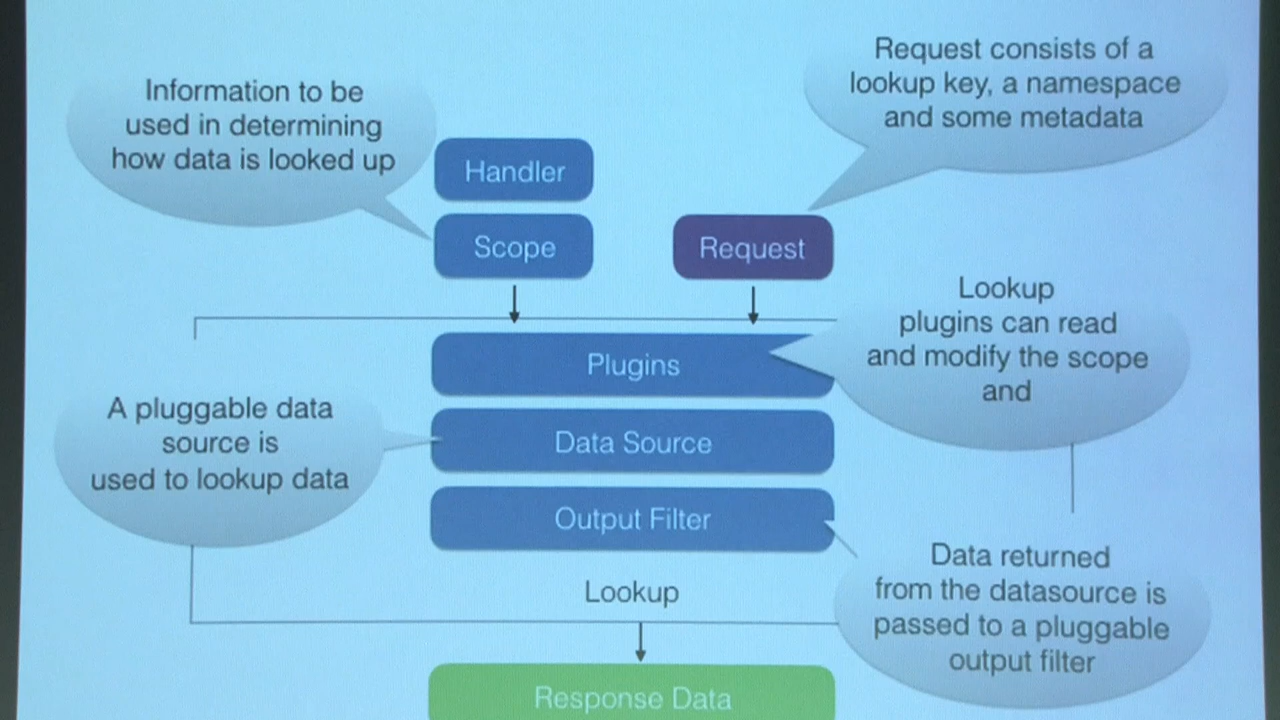 Information to be
used in determining
how data is looked up
Request consists of a
lookup key, a namespace
and some metadata
Handler
Scope
Request
Lookup
plugins can read
and modify the scope
and
Plugins
A pluggable data
source is
used to lookup data
Data Source
Output Filter
Data returned
from the datasource is
passed to a pluggable
output filter
Lookup
Response Data